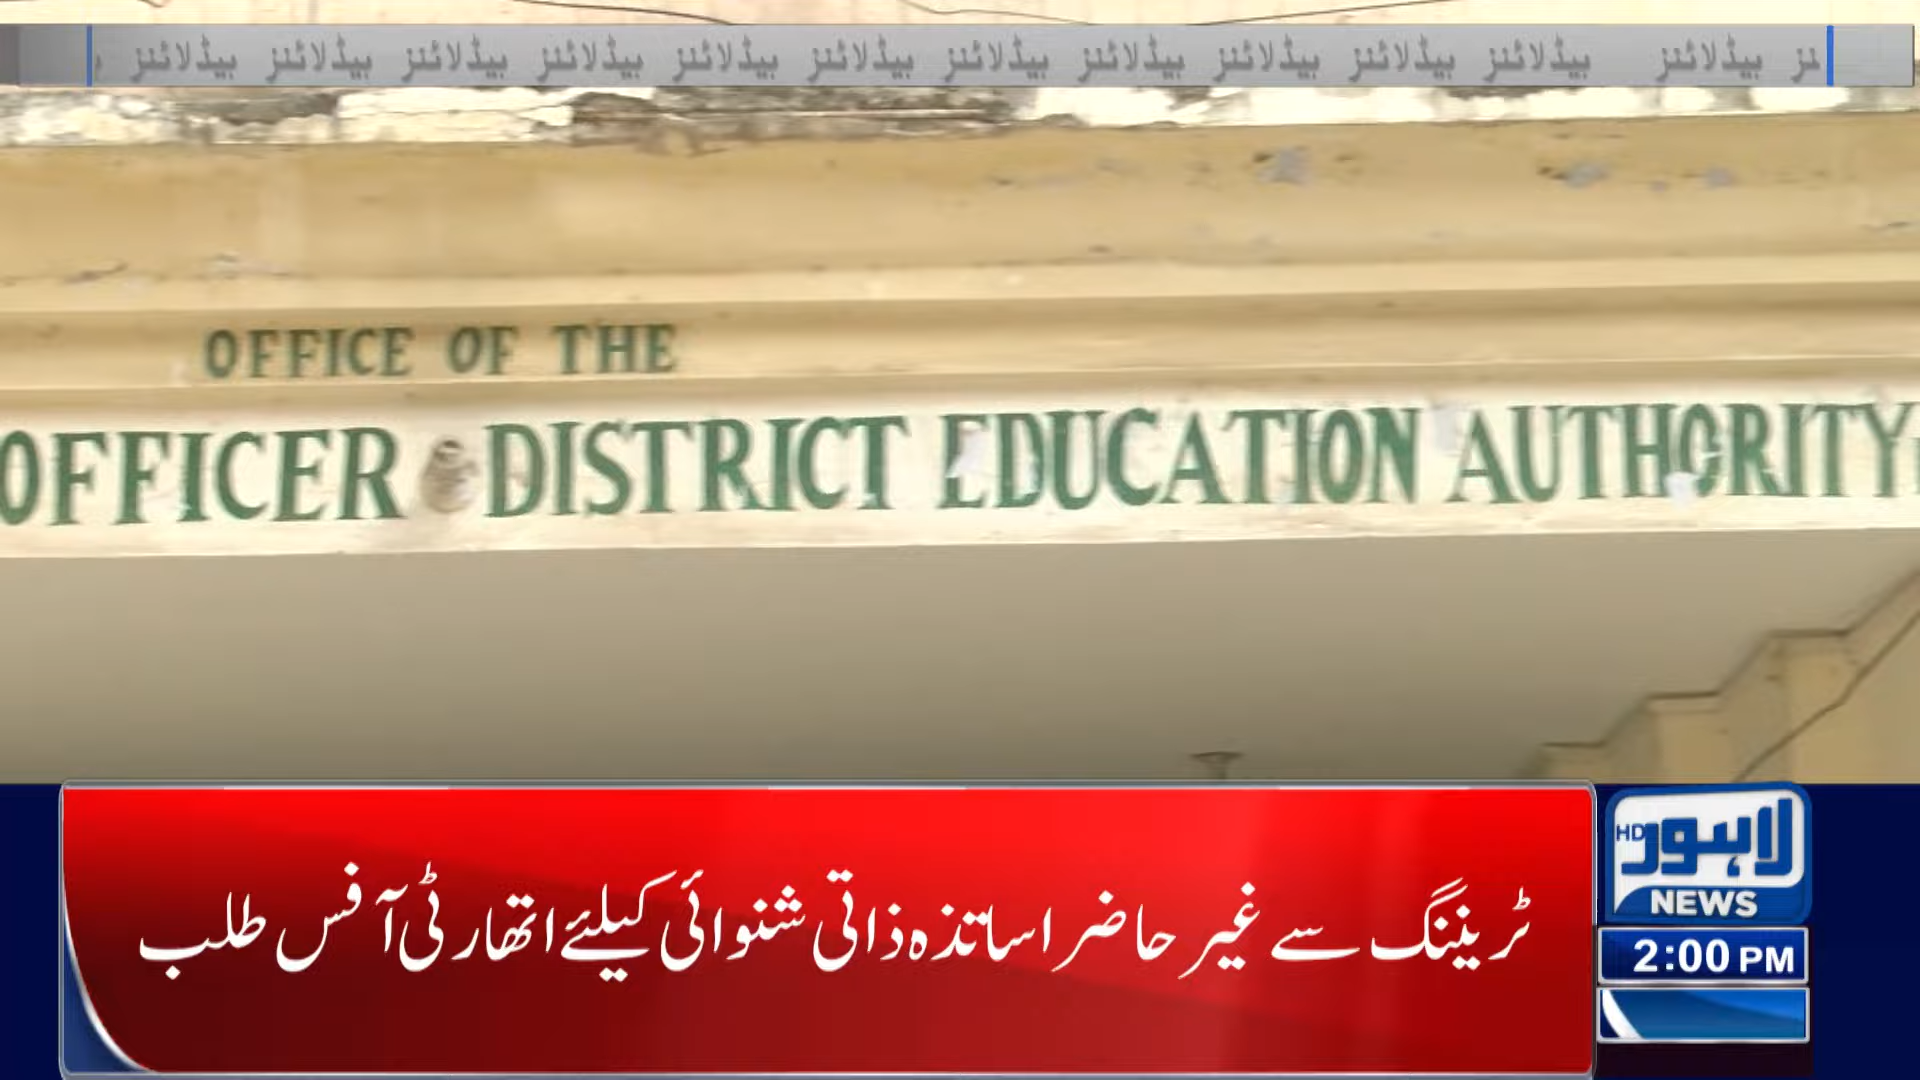 ہیڈلائنز ہیڈلائنز ہیڈلائنز ہیڈلائنز ہیڈلائنز ہیڈلائنز ہیڈلائنز ہیڈلائنز ہیڈلائنز ہیڈلائنز ہیڈلائنز ہیڈلائنز
OFFICE OF THE
OFFICER DISTRICT EDUCATION AUTHORITY
ٹریننگ سے غیر حاضر اساتذہ ذاتی شنوائی کیلئے اتھارٹی آفس طلب
لاہور HD
NEWS
2:00 PM